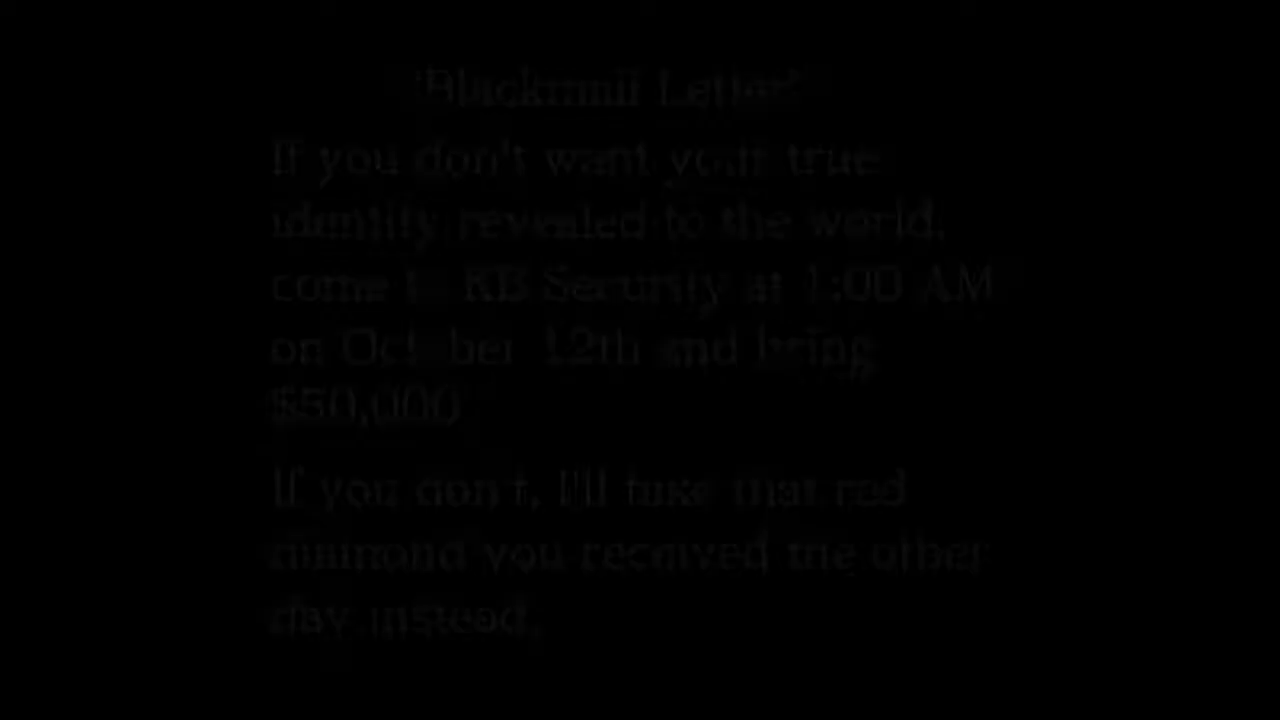 "Blackmail Letter"
If you don't want your true
identity revealed to the world,
come to KB Security at 1:00 AM
on October 12th and bring
$50,000.
If you don't, I'll take that red
diamond you received the other
day instead.